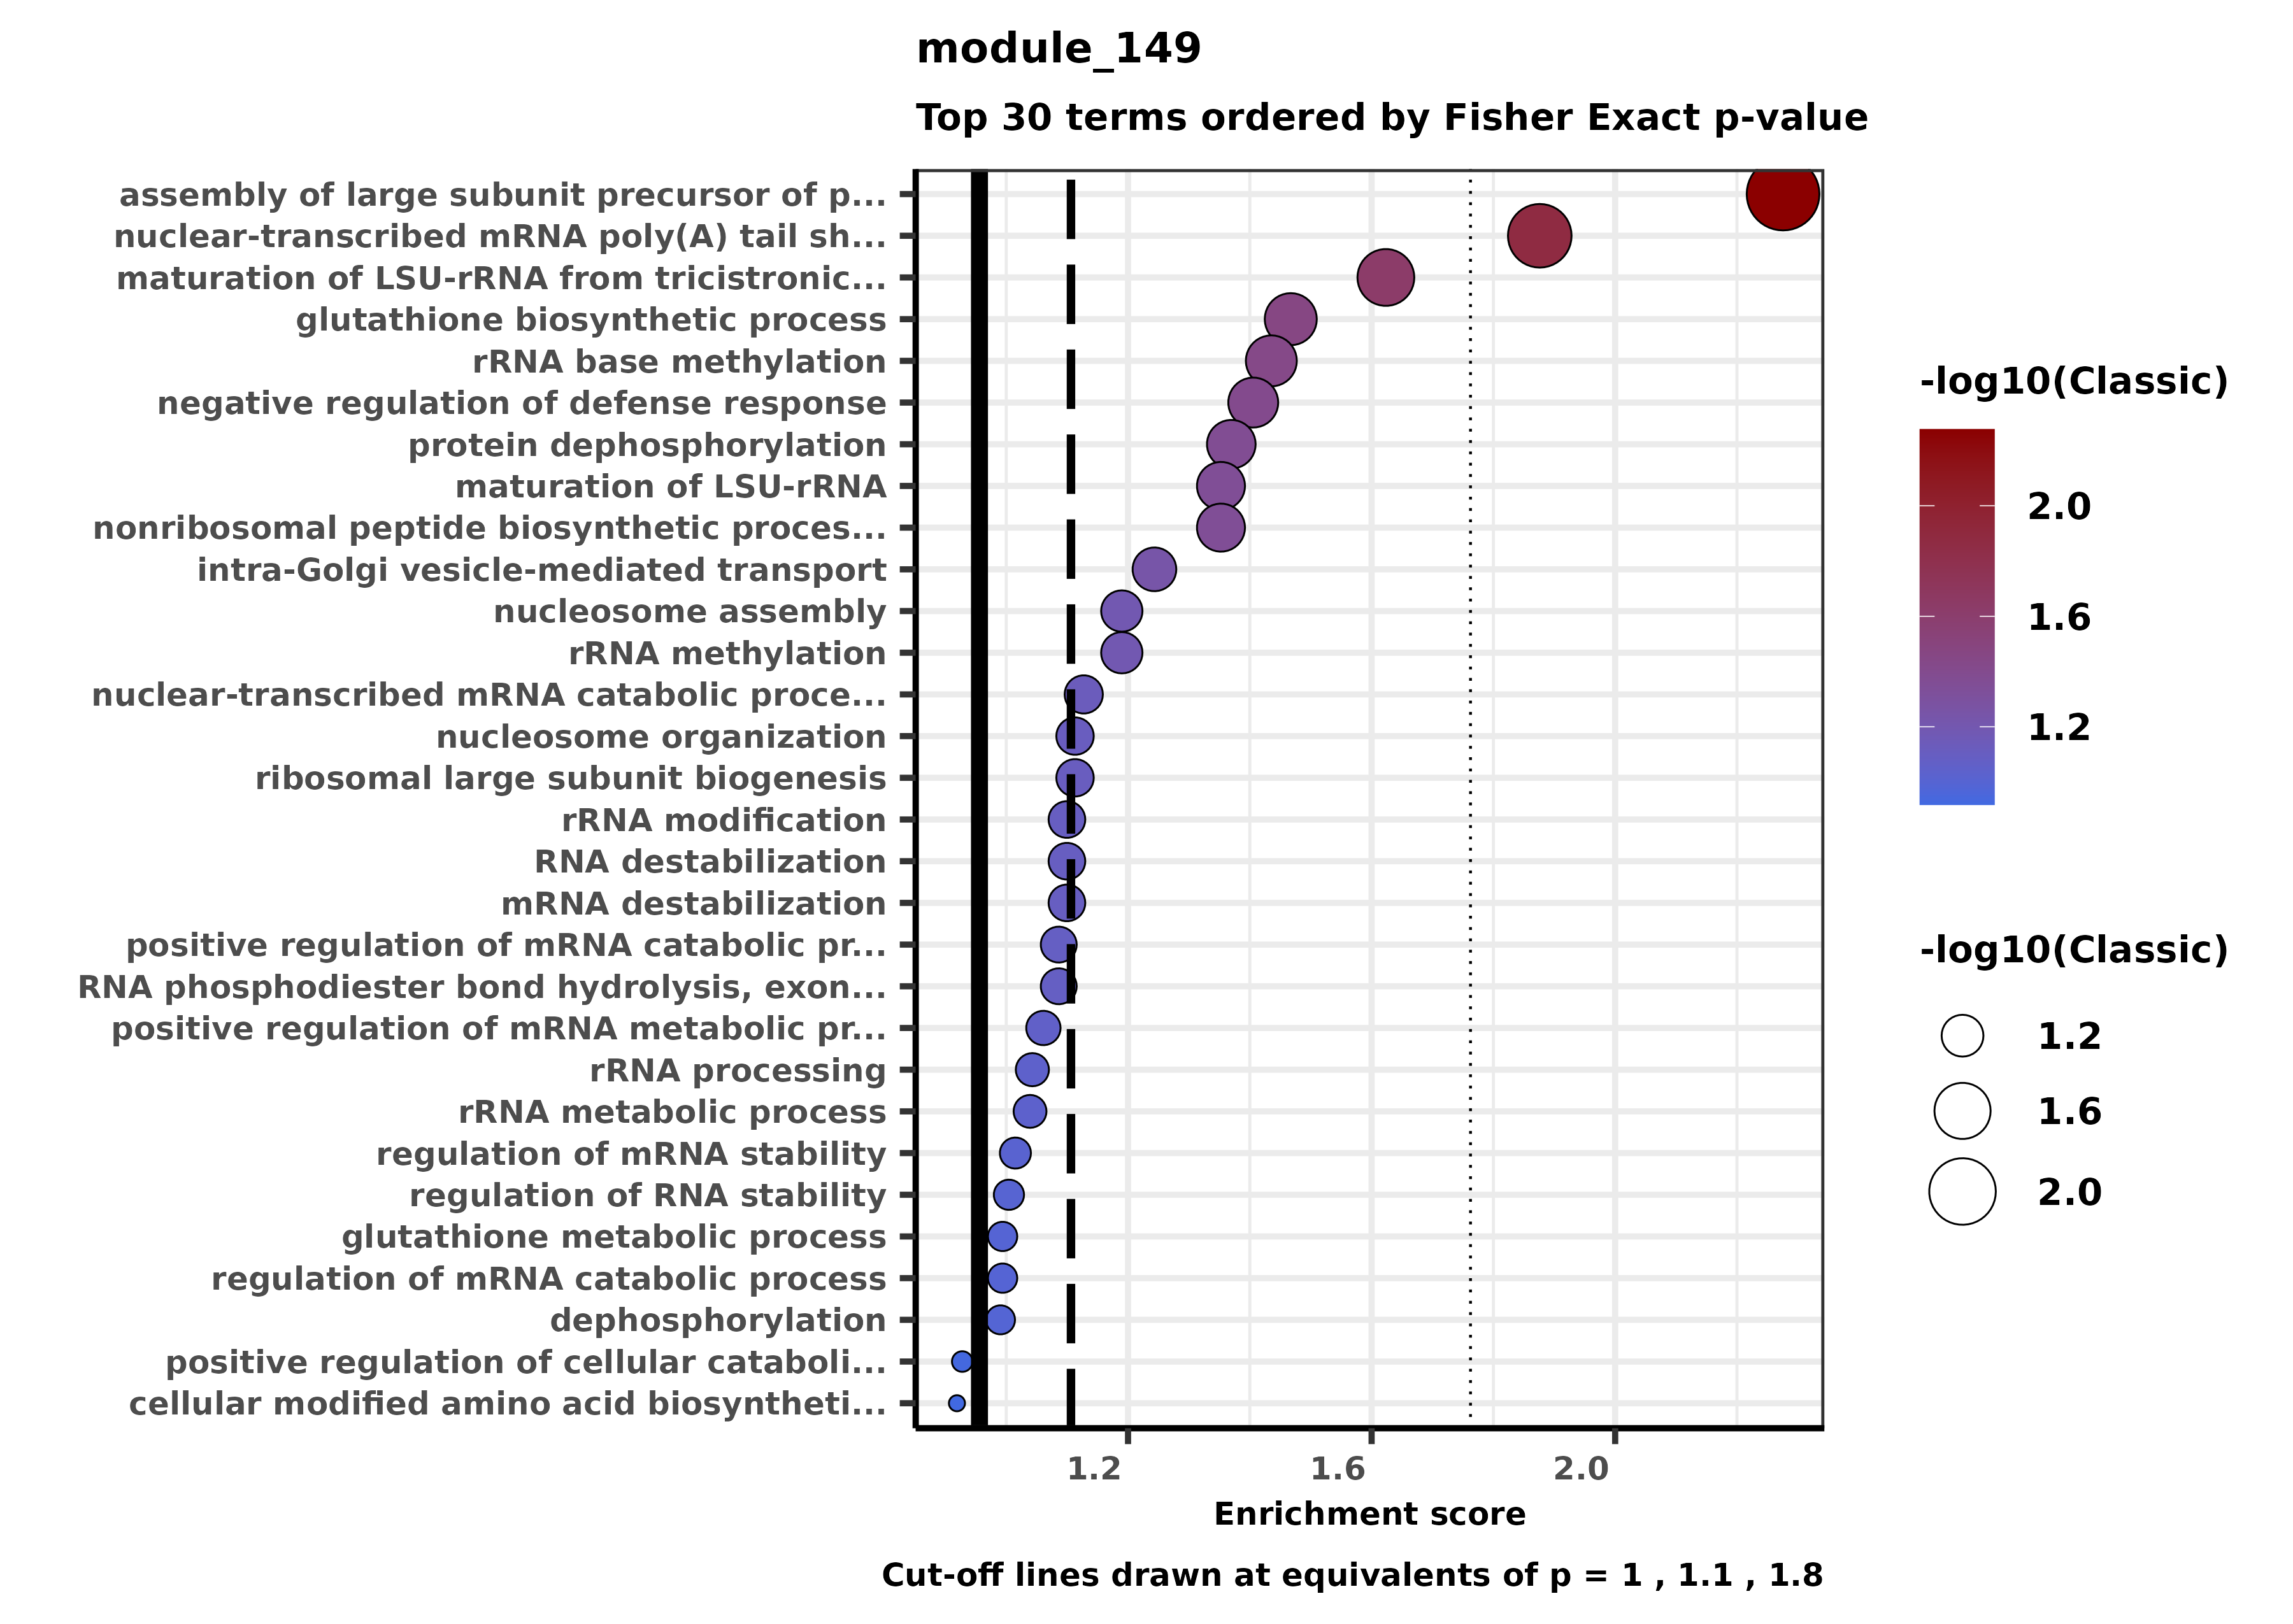 module_149
Top 30 terms ordered by Fisher Exact p-value
assembly of large subunit precursor of p...
nuclear-transcribed mRNA poly(A) tail sh...
maturation of LSU-rRNA from tricistronic...
glutathione biosynthetic process
rRNA base methylation
negative regulation of defense response
protein dephosphorylation
maturation of LSU-rRNA
nonribosomal peptide biosynthetic proces...
intra-Golgi vesicle-mediated transport
nucleosome assembly
rRNA methylation
nuclear-transcribed mRNA catabolic proce...
nucleosome organization
ribosomal large subunit biogenesis
rRNA modification
RNA destabilization
mRNA destabilization
positive regulation of mRNA catabolic pr...
RNA phosphodiester bond hydrolysis, exon...
positive regulation of mRNA metabolic pr...
rRNA processing
rRNA metabolic process
regulation of mRNA stability
regulation of RNA stability
glutathione metabolic process
regulation of mRNA catabolic process
dephosphorylation
positive regulation of cellular cataboli...
cellular modified amino acid biosyntheti...
1.2 1.6 2.0
Enrichment score
Cut-off lines drawn at equivalents of p = 1 , 1.1 , 1.8
-log10(Classic)
2.0
1.6
1.2
-log10(Classic)
1.2
1.6
2.0